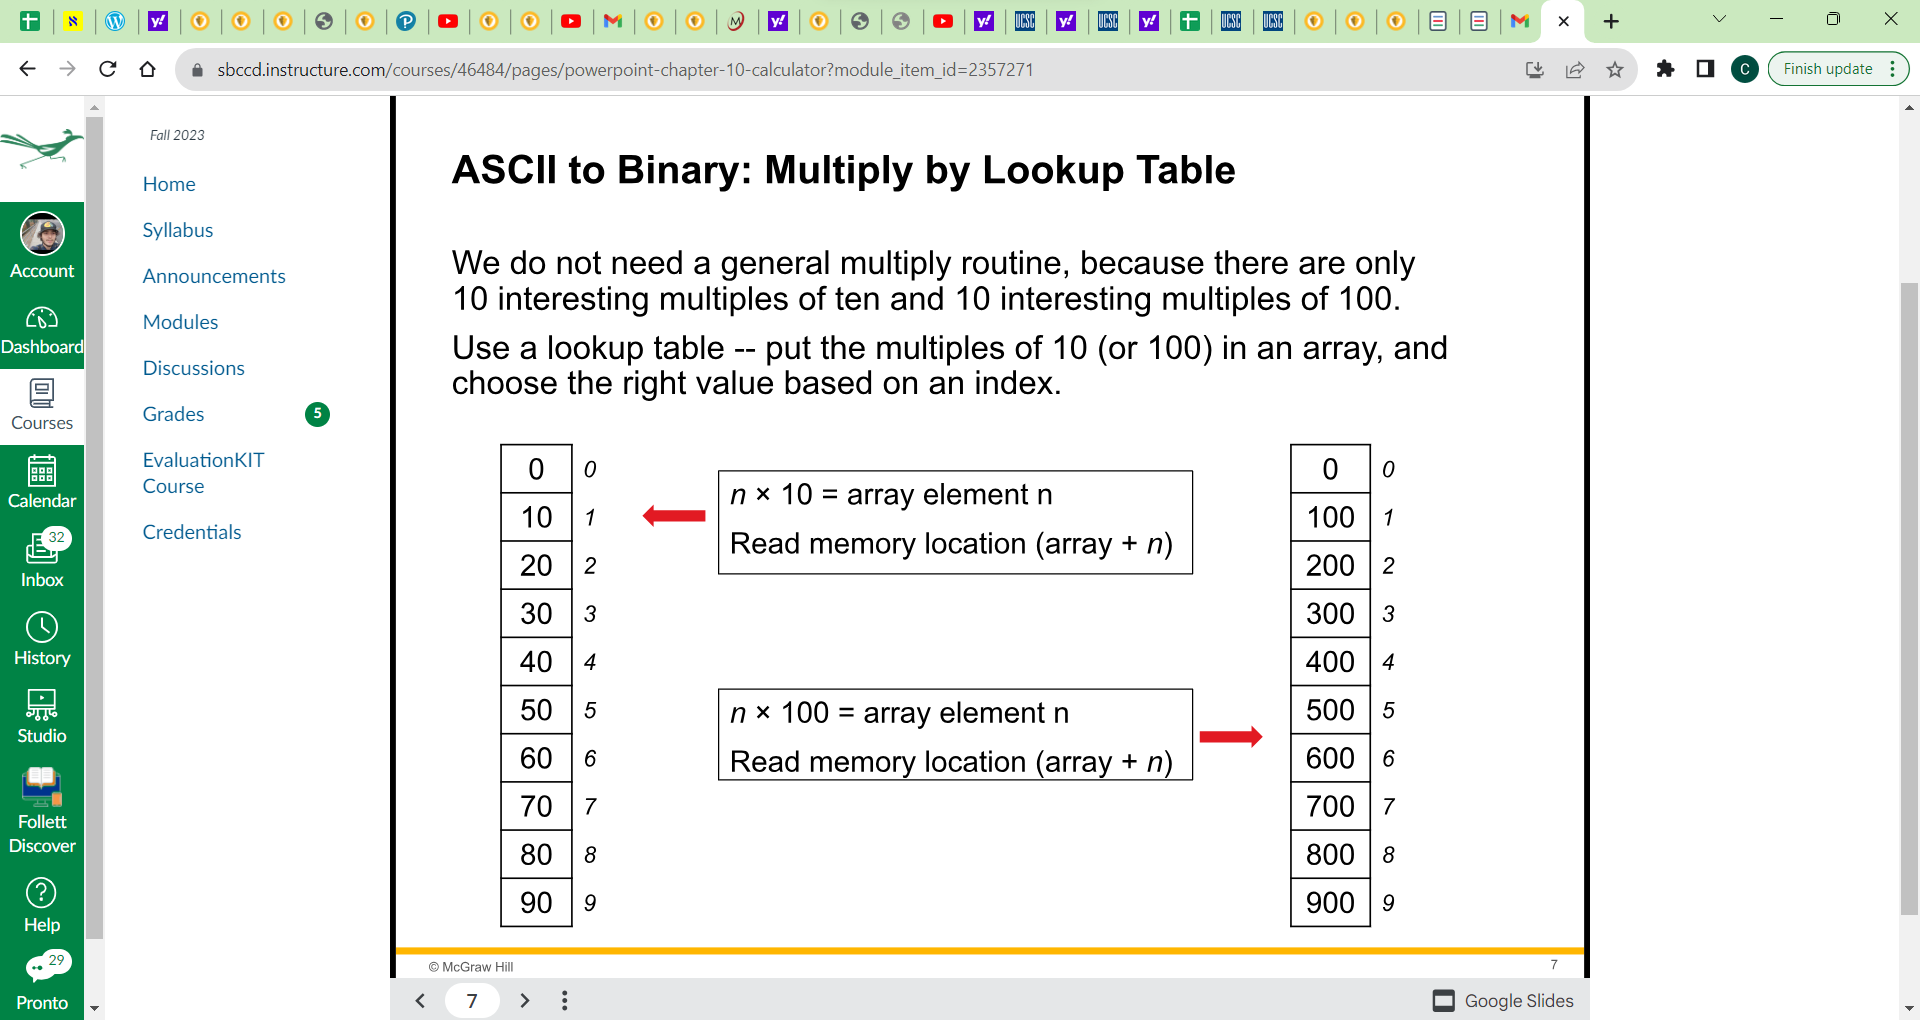 sbccd.instructure.com/courses/46484/pages/powerpoint-chapter-10-calculator?module_item_id=2357271
C
Finish update
Account
Dashboard
Courses
Calendar
32
Inbox
History
Studio
Follett
Discover
Help
29
Pronto
Fall 2023
Home
Syllabus
Announcements
Modules
Discussions
Grades
5
EvaluationKIT
Course
Credentials
ASCII to Binary: Multiply by Lookup Table
We do not need a general multiply routine, because there are only
10 interesting multiples of ten and 10 interesting multiples of 100.
Use a lookup table -- put the multiples of 10 (or 100) in an array, and
choose the right value based on an index.
0 0
10 1
20 2
30 3
40 4
50 5
60 6
70 7
80 8
90 9
n × 10 = array element n
Read memory location (array + n)
n × 100 = array element n
Read memory location (array + n)
0 0
100 1
200 2
300 3
400 4
500 5
600 6
700 7
800 8
900 9
© McGraw Hill
7
7
Google Slides